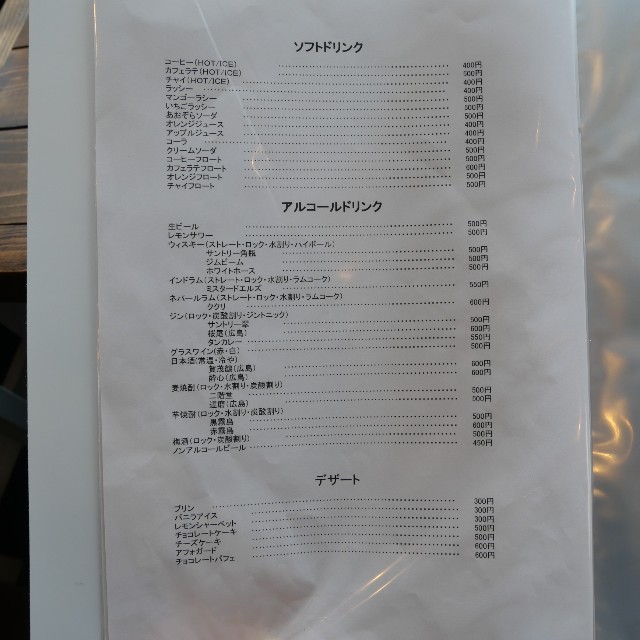 ソフトドリンク
コーヒー(HOT/ICE) 400円
カフェラテ(HOT/ICE) 500円
チャイ(HOT/ICE) 400円
ラッシー 400円
マンゴーラシー 500円
いちごラッシー 500円
あおぞらソーダ 500円
オレンジジュース 400円
アップルジュース 400円
コーラ 400円
クリームソーダ 500円
コーヒーフロート 500円
カフェラテフロート 600円
オレンジフロート 500円
チャイフロート 500円
アルコールドリンク
生ビール 500円
レモンサワー 500円
ウィスキー(ストレート・ロック・水割り・ハイボール)
サントリー角瓶 500円
ジムビーム 500円
ホワイトホース 500円
インドラム(ストレート・ロック・水割り・ラムコーク)
ミスタードエルズ 550円
ネパールラム(ストレート・ロック・水割り・ラムコーク)
ククリ 600円
ジン(ロック・炭酸割り・ジントニック)
サントリー翠 500円
桜尾(広島) 600円
タンカレー 550円
グラスワイン(赤・白) 500円
日本酒(常温・冷や)
賀茂鶴(広島) 600円
酔心(広島) 600円
麦焼酎(ロック・水割り・炭酸割り)
二階堂 500円
達磨(広島) 500円
芋焼酎(ロック・水割り・炭酸割り)
黒霧島 500円
赤霧島 600円
梅酒(ロック・炭酸割り) 500円
ノンアルコールビール 450円
デザート
プリン 300円
バニラアイス 300円
レモンシャーベット 300円
チョコレートケーキ 500円
チーズケーキ 500円
アフォガード 600円
チョコレートパフェ 600円